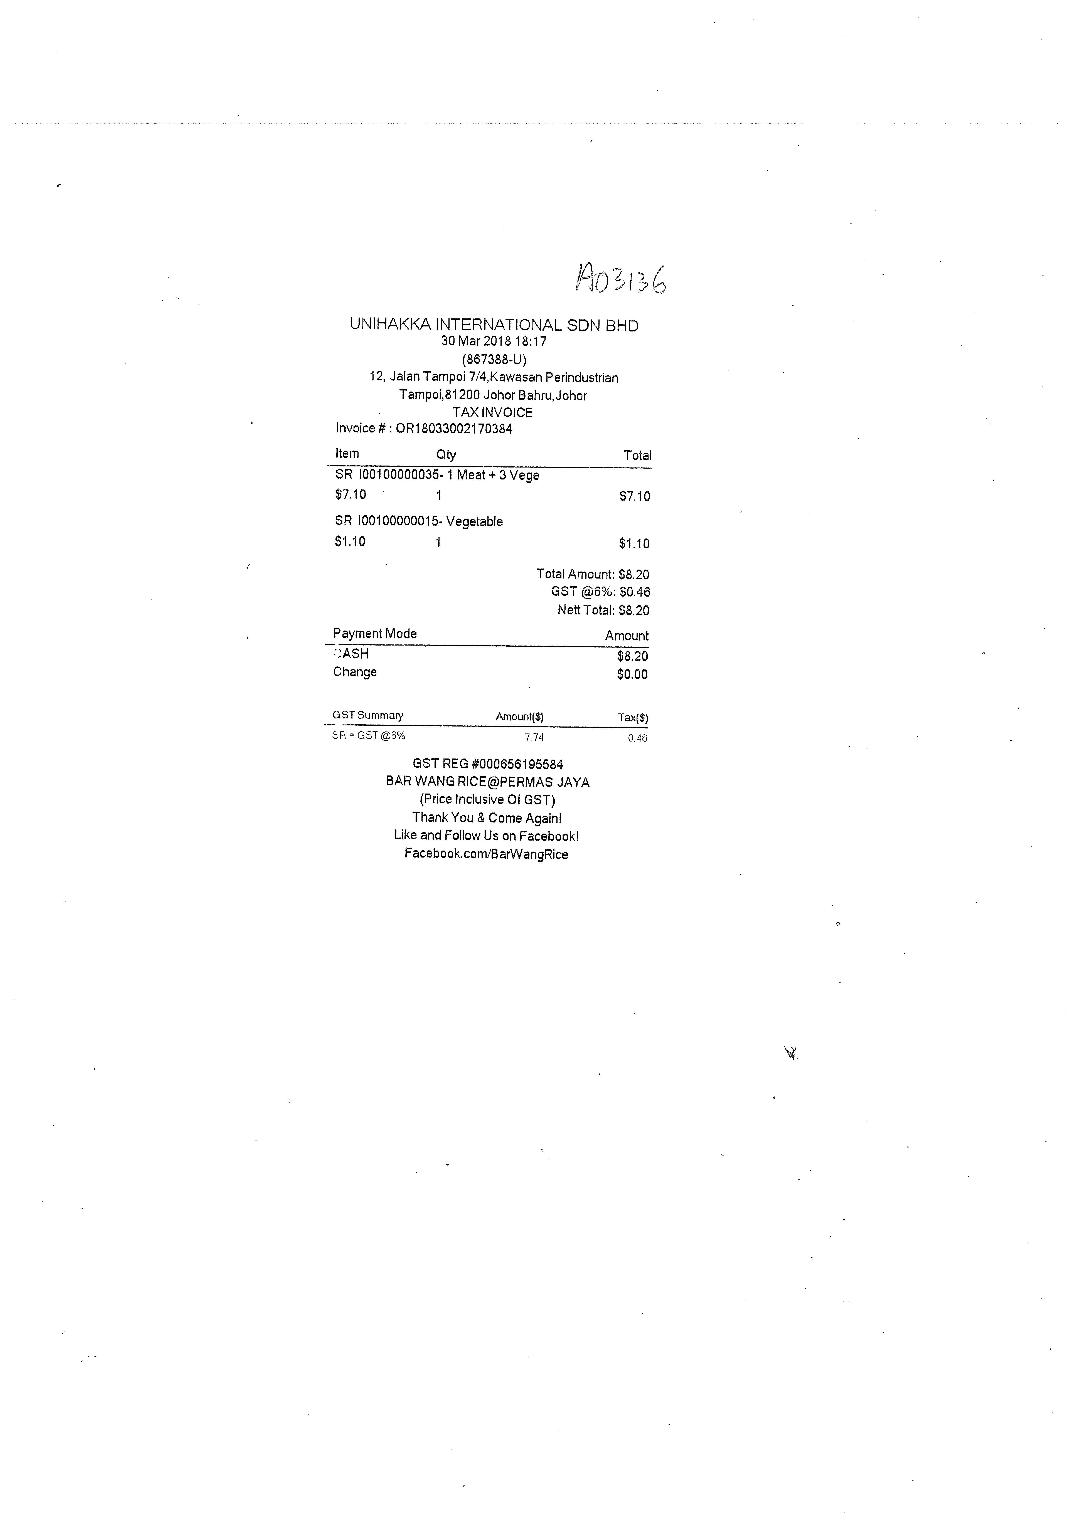 A03136
UNIHAKKA INTERNATIONAL SDN BHD
30 Mar 2018 18:17
(867388-U)
12, Jalan Tampoi 7/4,Kawasan Perindustrian
Tampoi,81200 Johor Bahru,Johor
TAX INVOICE
Invoice # : OR18033002170384
Item Qty Total
SR I00100000035- 1 Meat + 3 Vege
$7.10 1 $7.10
SR I00100000015- Vegetable
$1.10 1 $1.10
Total Amount: $8.20
GST @6%: $0.46
Nett Total: $8.20
Payment Mode Amount
CASH $8.20
Change $0.00
GST Summary Amount($) Tax($)
SR = GST @6% 7.74 0.46
GST REG #000656195584
BAR WANG RICE@PERMAS JAYA
(Price Inclusive Of GST)
Thank You & Come Again!
Like and Follow Us on Facebook!
Facebook.com/BarWangRice